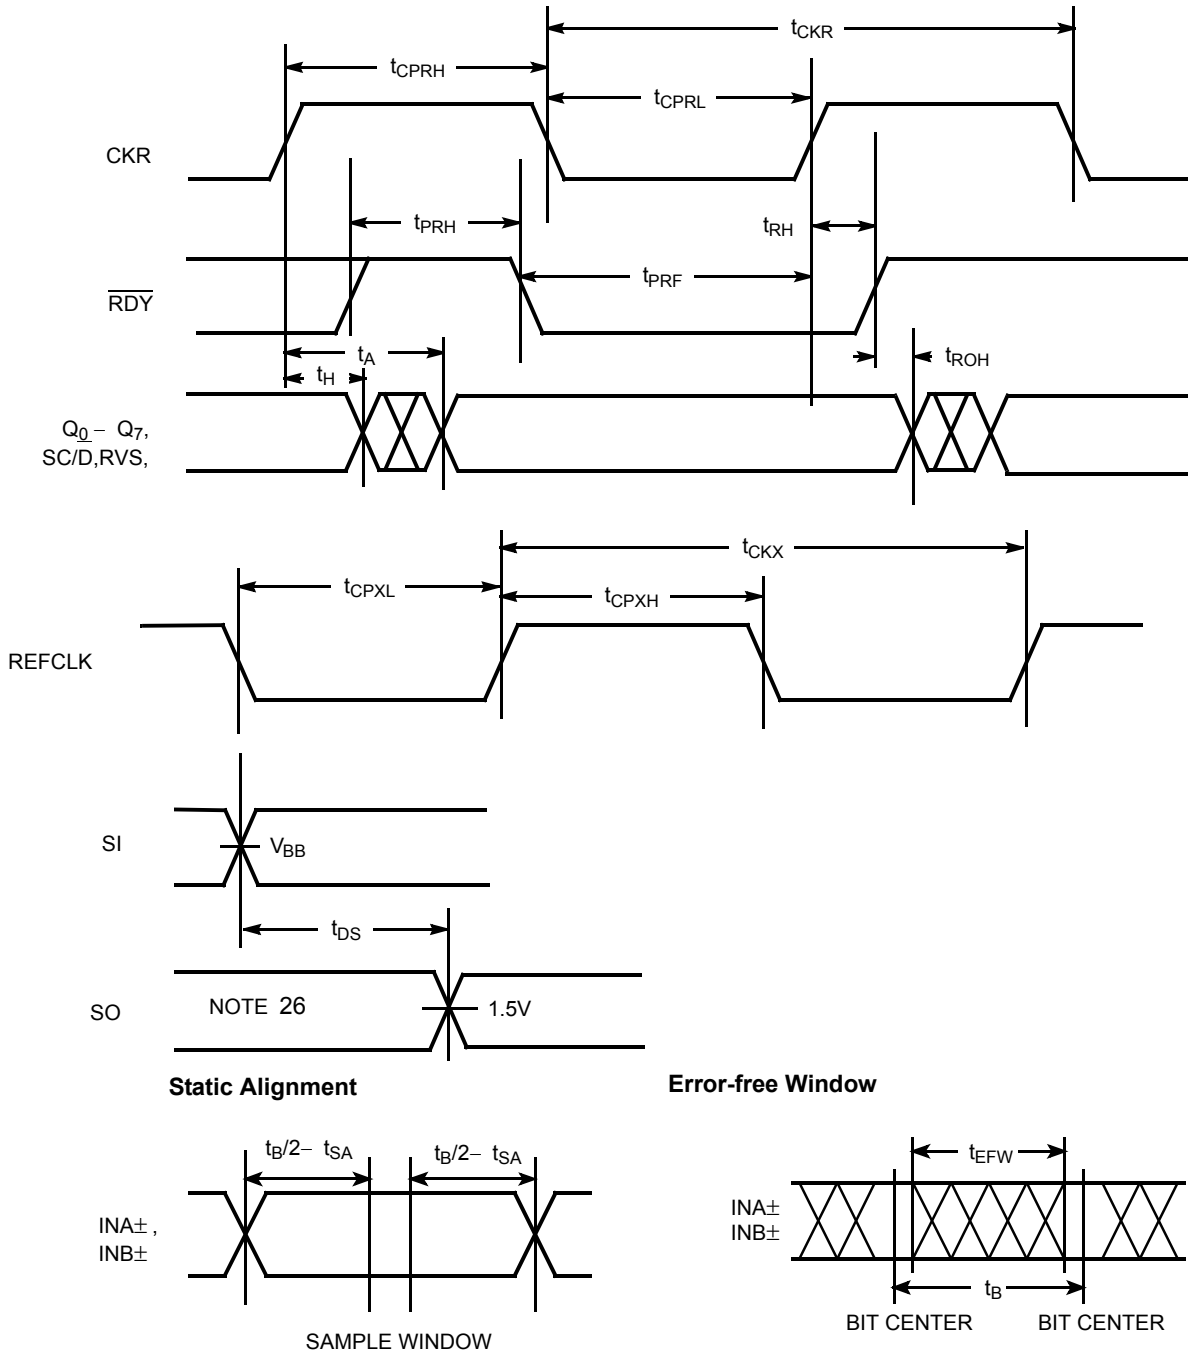 tCKR
tCPRH
tCPRL
CKR
tPRH
tRH
tPRF
RDY
tA
tROH
tH
Q0 – Q7,
SC/D,RVS,
tCKX
tCPXL
tCPXH
REFCLK
SI
VBB
tDS
SO
NOTE 26
1.5V
Static Alignment
Error-free Window
tB/2– tSA
tB/2– tSA
tEFW
INA±,
INB±
INA±
INB±
tB
BIT CENTER
BIT CENTER
SAMPLE WINDOW